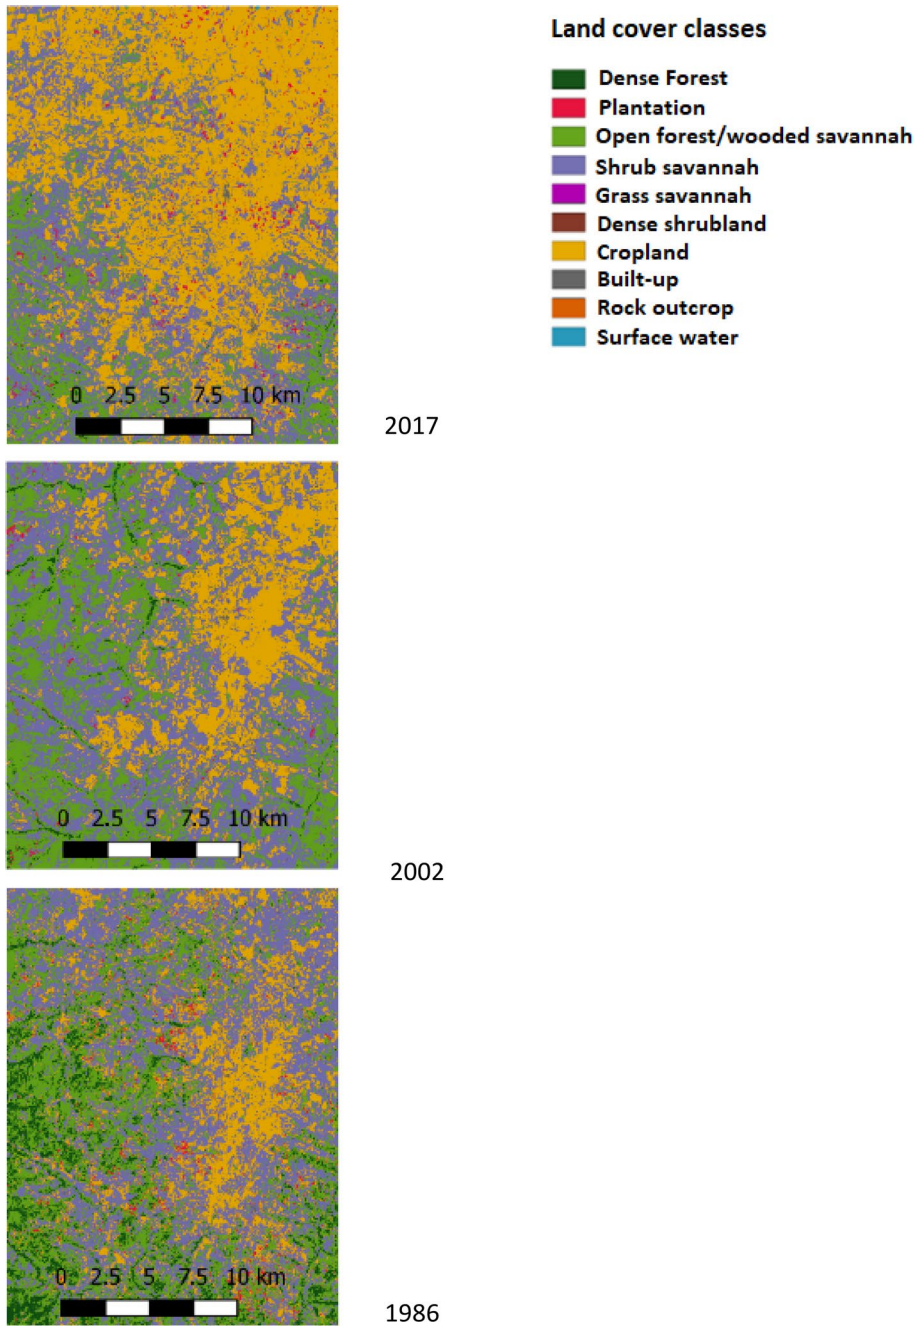 Land cover classes
Dense Forest
Plantation
Open forest/wooded savannah
Shrub savannah
Grass savannah
Dense shrubland
Cropland
Built-up
Rock outcrop
Surface water
0 2.5 5 7.5 10 km
2017
0 2.5 5 7.5 10 km
2002
0 2.5 5 7.5 10 km
1986